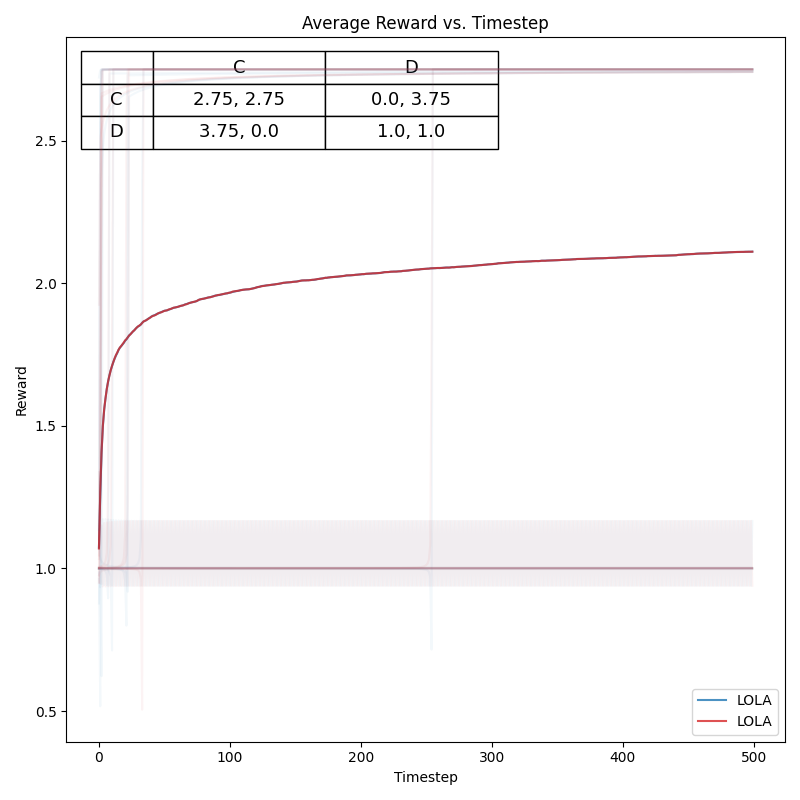 Average Reward vs. Timestep
C D
C 2.75, 2.75 0.0, 3.75
D 3.75, 0.0 1.0, 1.0
2.5
2.0
1.5
1.0
0.5
Reward
LOLA
LOLA
0 100 200 300 400 500
Timestep